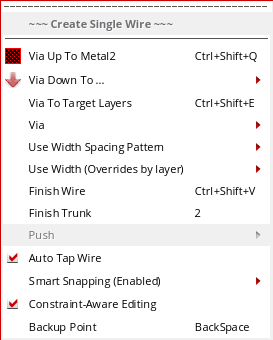 ~~~ Create Single Wire ~~~
Via Up To Metal2 Ctrl+Shift+Q
Via Down To ...
Via To Target Layers Ctrl+Shift+E
Via
Use Width Spacing Pattern
Use Width (Overrides by layer)
Finish Wire Ctrl+Shift+V
Finish Trunk 2
Push
Auto Tap Wire
Smart Snapping (Enabled)
Constraint-Aware Editing
Backup Point BackSpace